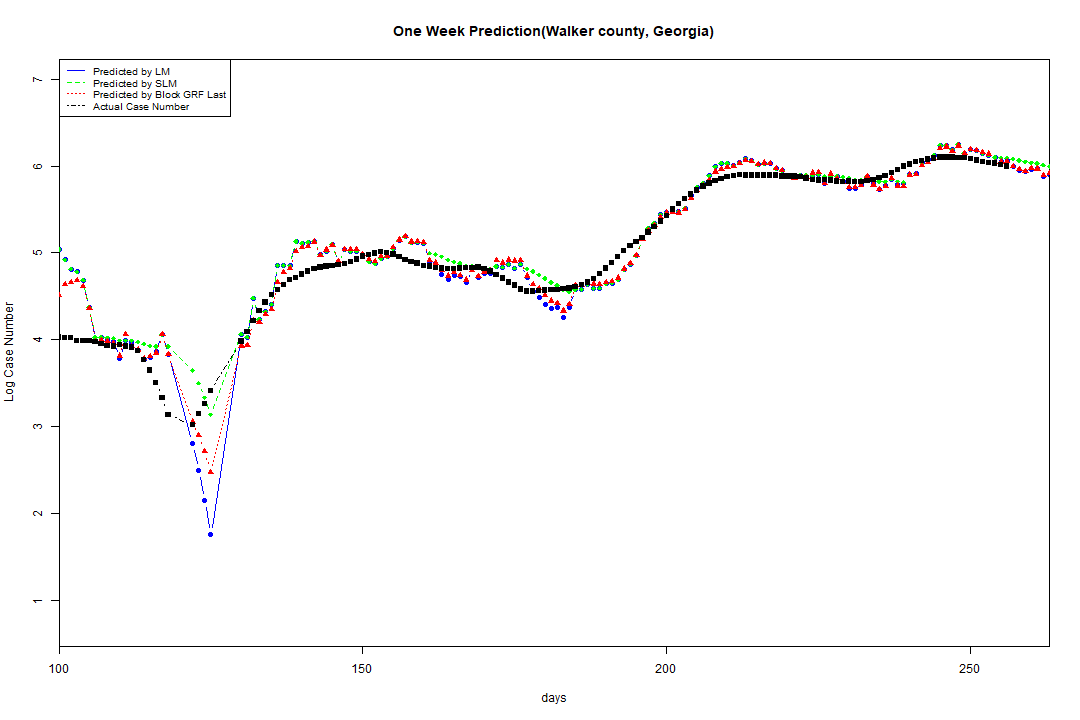 One Week Prediction(Walker county, Georgia)
Predicted by LM
Predicted by SLM
Predicted by Block GRF Last
Actual Case Number
7
6
5
4
3
2
1
Log Case Number
100 150 200 250
days